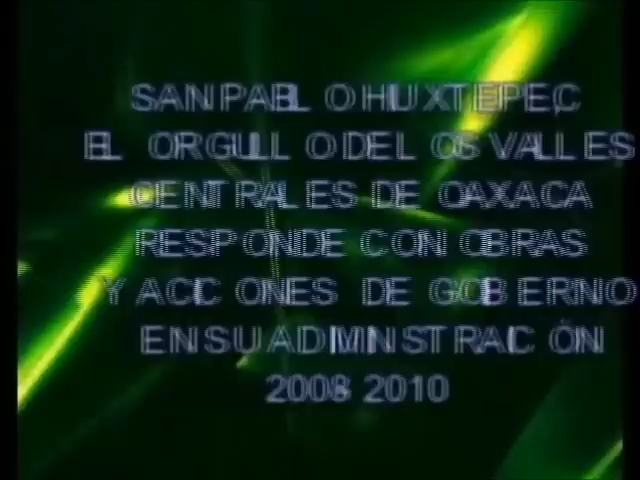 SAN PABLO HUIXTEPEC,
EL ORGULLO DE LOS VALLES
CENTRALES DE OAXACA
RESPONDE CON OBRAS
Y ACCIONES DE GOBIERNO
EN SU ADMINISTRACIÓN
2008-2010